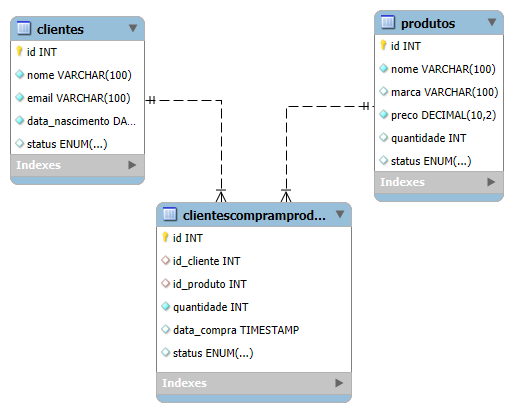 clientes
id INT
nome VARCHAR(100)
email VARCHAR(100)
data_nascimento DA...
status ENUM(...)
Indexes
produtos
id INT
nome VARCHAR(100)
marca VARCHAR(100)
preco DECIMAL(10,2)
quantidade INT
status ENUM(...)
Indexes
clientescompramprod...
id INT
id_cliente INT
id_produto INT
quantidade INT
data_compra TIMESTAMP
status ENUM(...)
Indexes